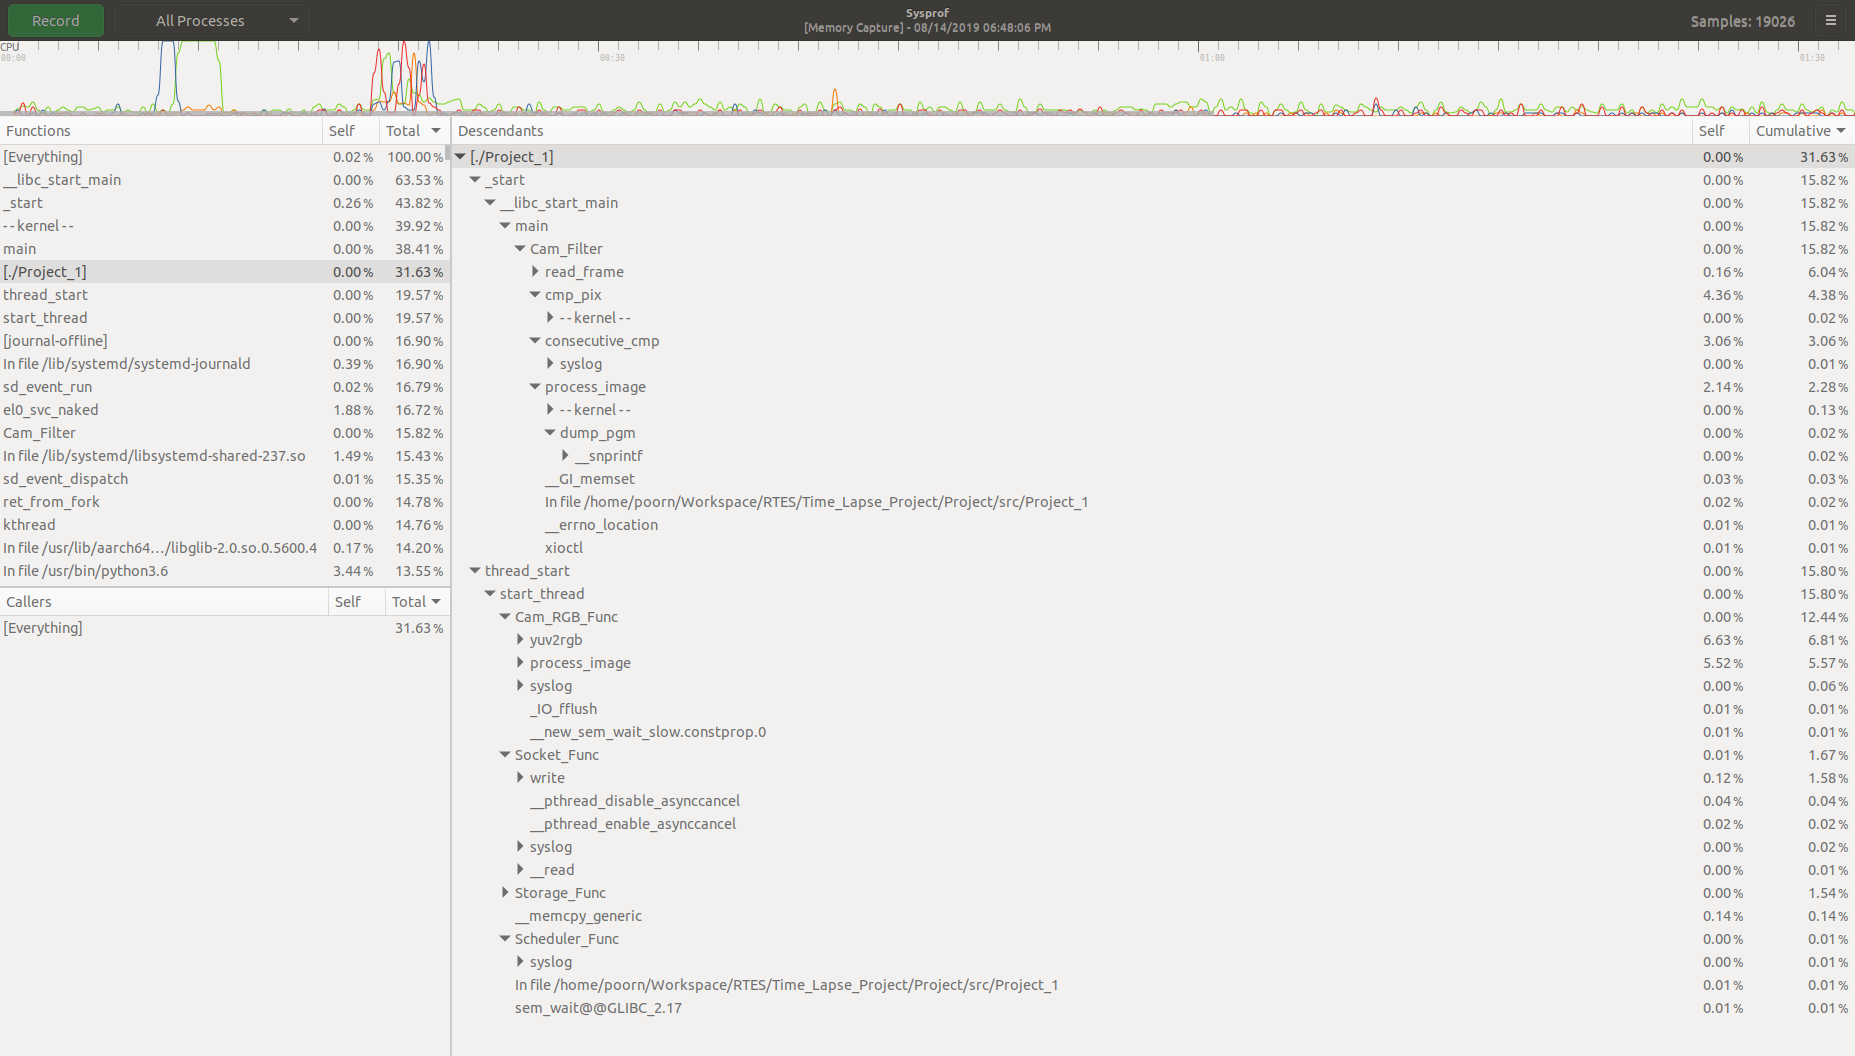 Record
All Processes
Sysprof
[Memory Capture] - 08/14/2019 06:48:06 PM
Samples: 19026
CPU
00:00 00:30 01:00 01:30
Functions Self Total
[Everything] 0.02% 100.00%
__libc_start_main 0.00% 63.53%
_start 0.26% 43.82%
--kernel-- 0.00% 39.92%
main 0.00% 38.41%
[./Project_1] 0.00% 31.63%
thread_start 0.00% 19.57%
start_thread 0.00% 19.57%
[journal-offline] 0.00% 16.90%
In file /lib/systemd/systemd-journald 0.39% 16.90%
sd_event_run 0.02% 16.79%
el0_svc_naked 1.88% 16.72%
Cam_Filter 0.00% 15.82%
In file /lib/systemd/libsystemd-shared-237.so 1.49% 15.43%
sd_event_dispatch 0.01% 15.35%
ret_from_fork 0.00% 14.78%
kthread 0.00% 14.76%
In file /usr/lib/aarch64…/libglib-2.0.so.0.5600.4 0.17% 14.20%
In file /usr/bin/python3.6 3.44% 13.55%
Callers Self Total
[Everything] 31.63%
Descendants Self Cumulative
[./Project_1] 0.00% 31.63%
_start 0.00% 15.82%
__libc_start_main 0.00% 15.82%
main 0.00% 15.82%
Cam_Filter 0.00% 15.82%
read_frame 0.16% 6.04%
cmp_pix 4.36% 4.38%
--kernel-- 0.00% 0.02%
consecutive_cmp 3.06% 3.06%
syslog 0.00% 0.01%
process_image 2.14% 2.28%
--kernel-- 0.00% 0.13%
dump_pgm 0.00% 0.02%
__snprintf 0.00% 0.02%
__GI_memset 0.03% 0.03%
In file /home/poorn/Workspace/RTES/Time_Lapse_Project/Project/src/Project_1 0.02% 0.02%
__errno_location 0.01% 0.01%
xioctl 0.01% 0.01%
thread_start 0.00% 15.80%
start_thread 0.00% 15.80%
Cam_RGB_Func 0.00% 12.44%
yuv2rgb 6.63% 6.81%
process_image 5.52% 5.57%
syslog 0.00% 0.06%
_IO_fflush 0.01% 0.01%
__new_sem_wait_slow.constprop.0 0.01% 0.01%
Socket_Func 0.01% 1.67%
write 0.12% 1.58%
__pthread_disable_asynccancel 0.04% 0.04%
__pthread_enable_asynccancel 0.02% 0.02%
syslog 0.00% 0.02%
__read 0.00% 0.01%
Storage_Func 0.00% 1.54%
__memcpy_generic 0.14% 0.14%
Scheduler_Func 0.00% 0.01%
syslog 0.00% 0.01%
In file /home/poorn/Workspace/RTES/Time_Lapse_Project/Project/src/Project_1 0.01% 0.01%
sem_wait@@GLIBC_2.17 0.01% 0.01%